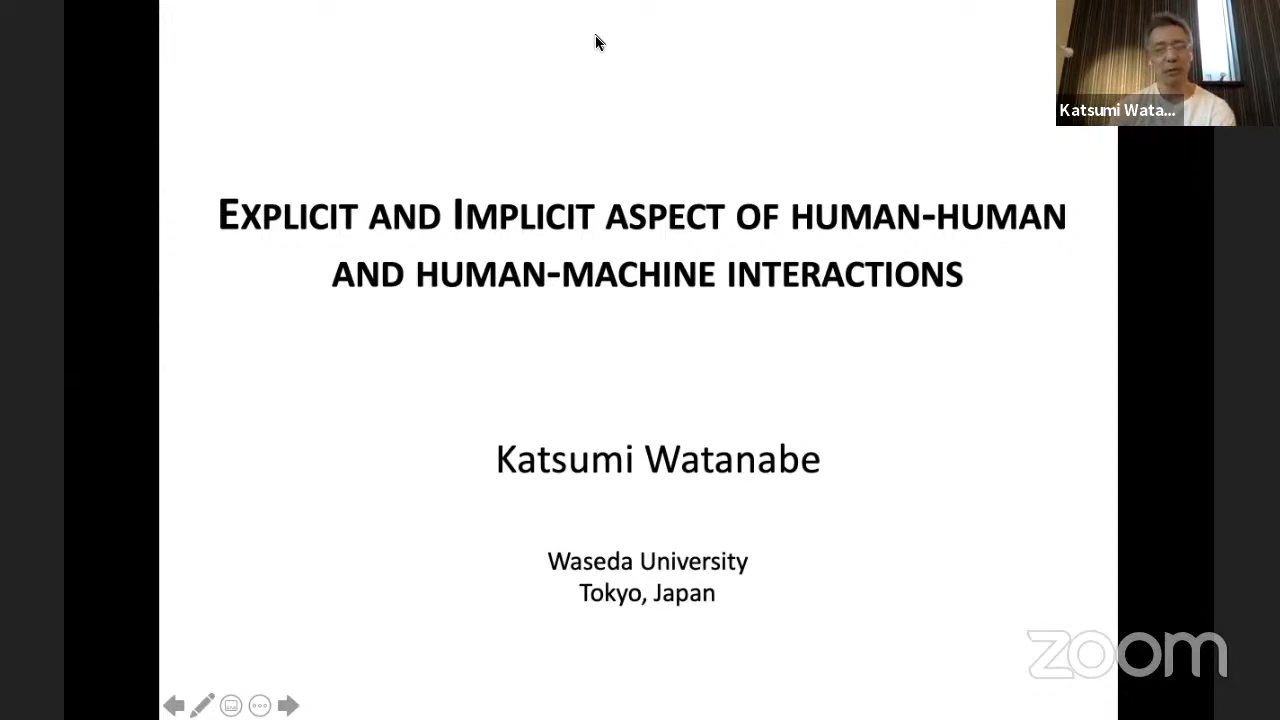 Katsumi Wata...
EXPLICIT AND IMPLICIT ASPECT OF HUMAN-HUMAN
AND HUMAN-MACHINE INTERACTIONS
Katsumi Watanabe
Waseda University
Tokyo, Japan
zoom